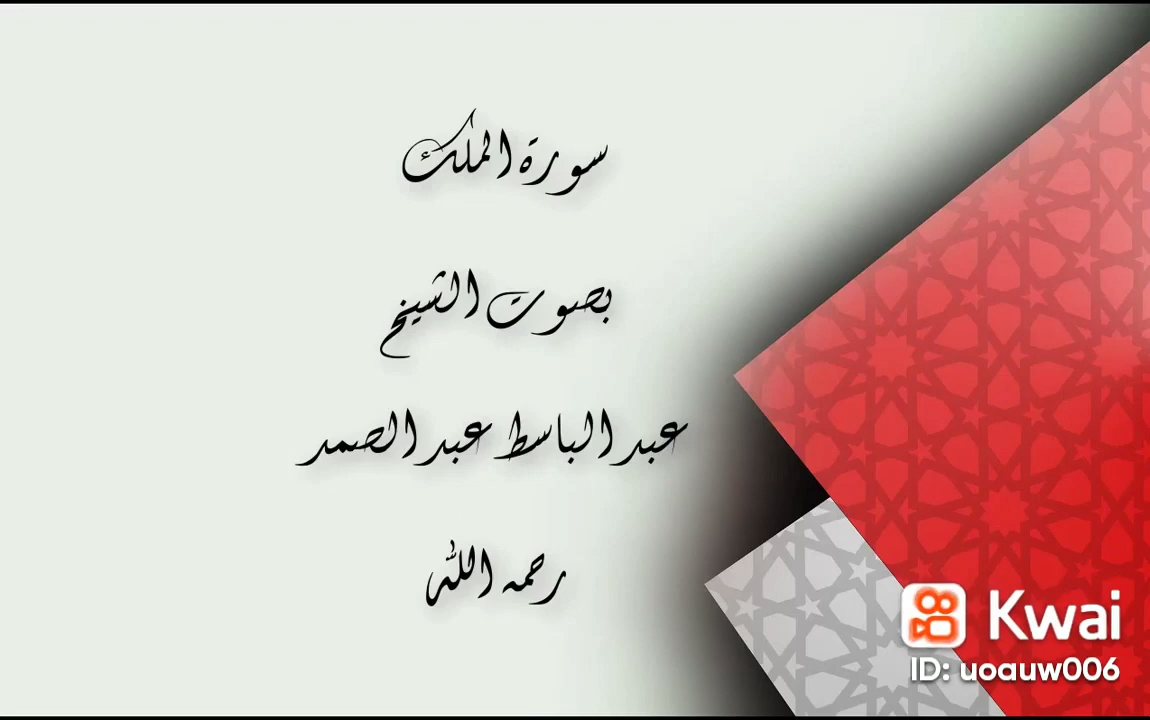 سورة الملك
بصوت الشيخ
عبد الباسط عبد الصمد
رحمه الله
Kwai
ID: uoauw006